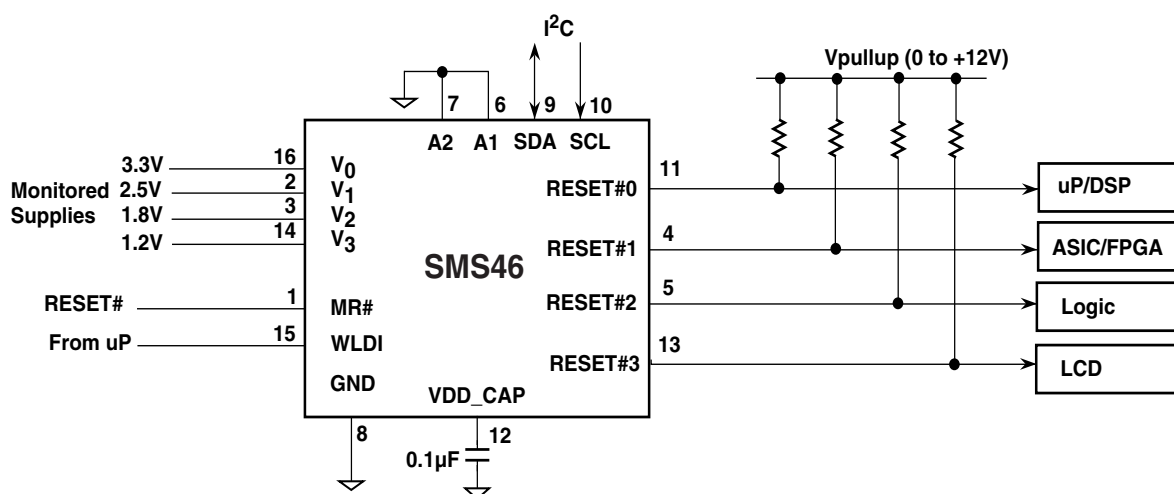 I²C
Vpullup (0 to +12V)
7 6 9 10
A2 A1 SDA SCL
Monitored Supplies
3.3V 16 V0
2.5V 2 V1
1.8V 3 V2
1.2V 14 V3
RESET# 1 MR#
From uP 15 WLDI
GND
8
VDD_CAP
12
0.1µF
SMS46
RESET#0 11 uP/DSP
RESET#1 4 ASIC/FPGA
RESET#2 5 Logic
RESET#3 13 LCD